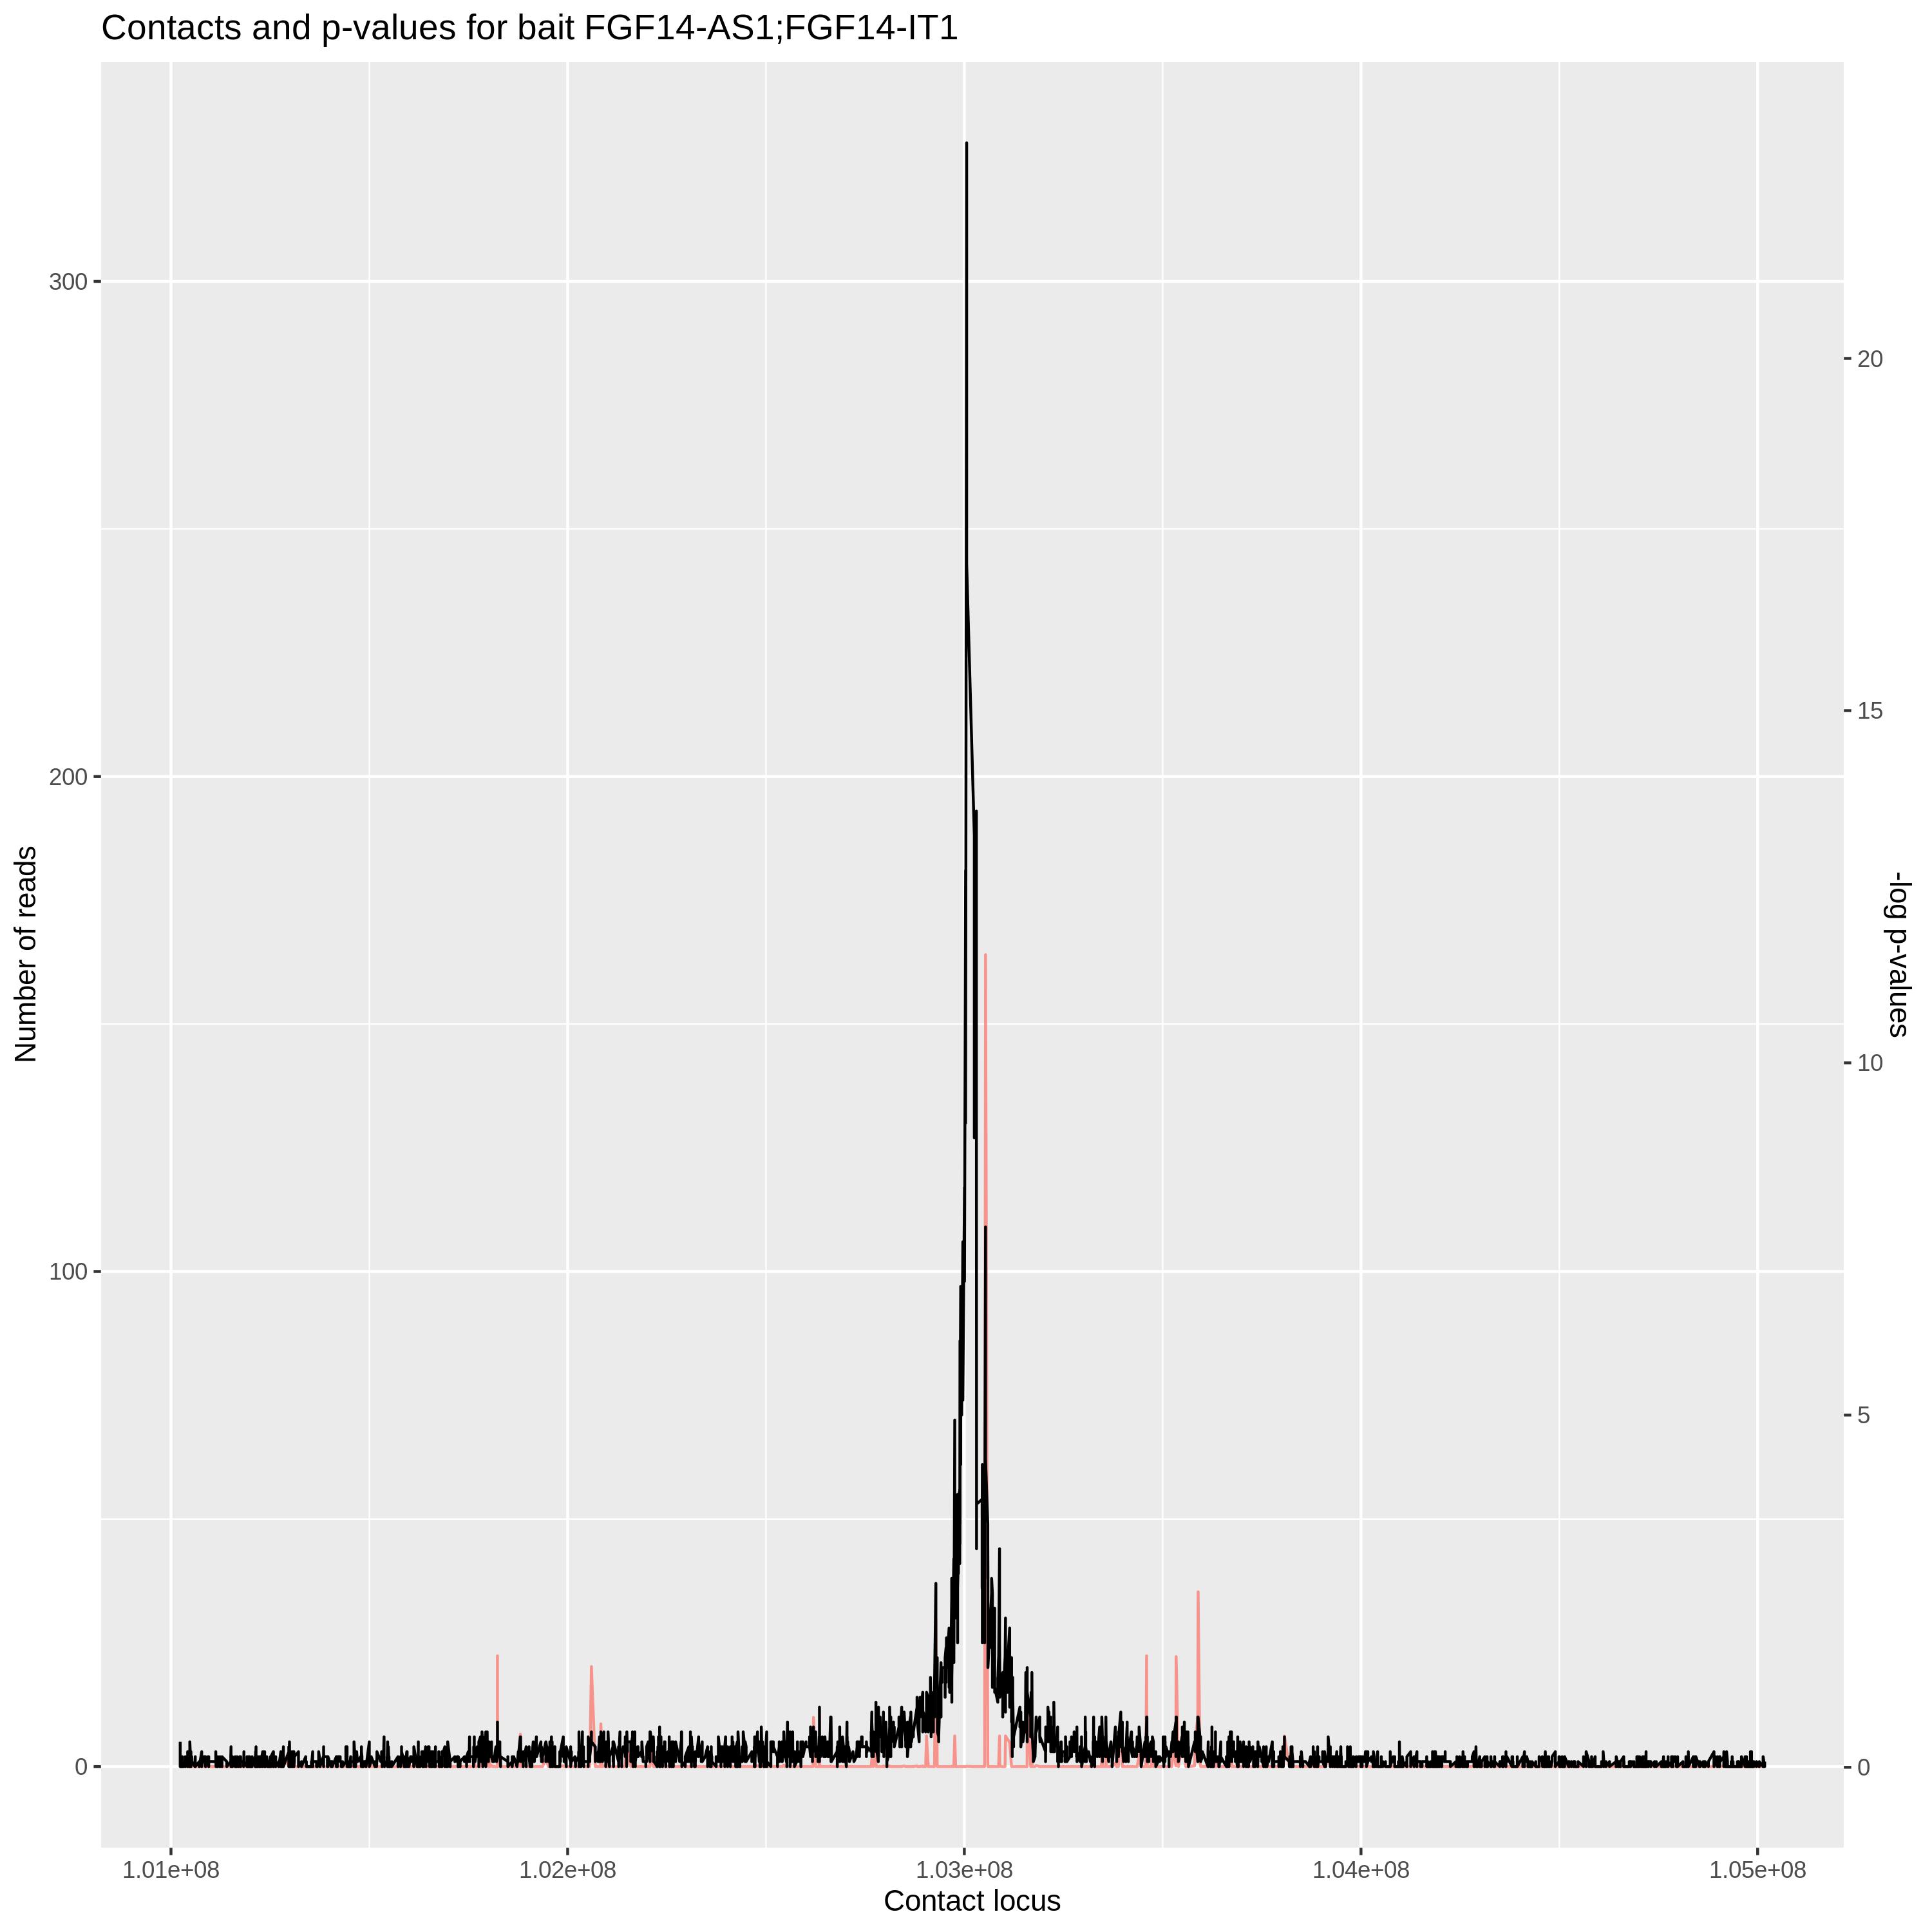 Contacts and p-values for bait FGF14-AS1;FGF14-IT1
300
200
100
0
Number of reads
20
15
10
5
0
-log p-values
1.01e+08
1.02e+08
1.03e+08
1.04e+08
1.05e+08
Contact locus